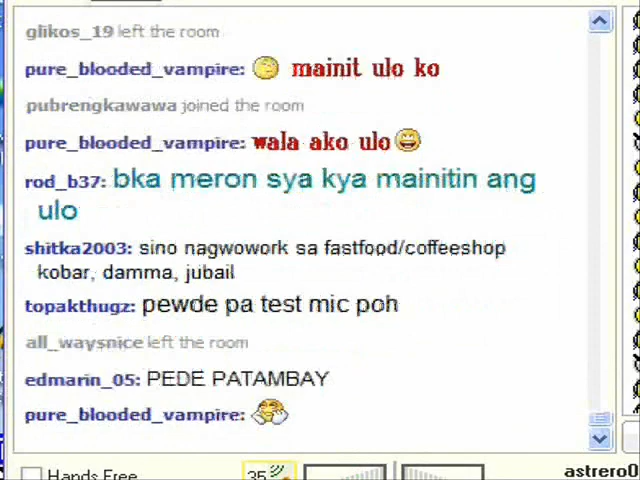 glikos_19 left the room
pure_blooded_vampire: mainit ulo ko
pubrengkawawa joined the room
pure_blooded_vampire: wala ako ulo
rod_b37: bka meron sya kya mainitin ang
ulo
shitka2003: sino nagwowork sa fastfood/coffeeshop
kobar, damma, jubail
topakthugz: pewde pa test mic poh
all_waysnice left the room
edmarin_05: PEDE PATAMBAY
pure_blooded_vampire:
Hands Free
35
astrero0